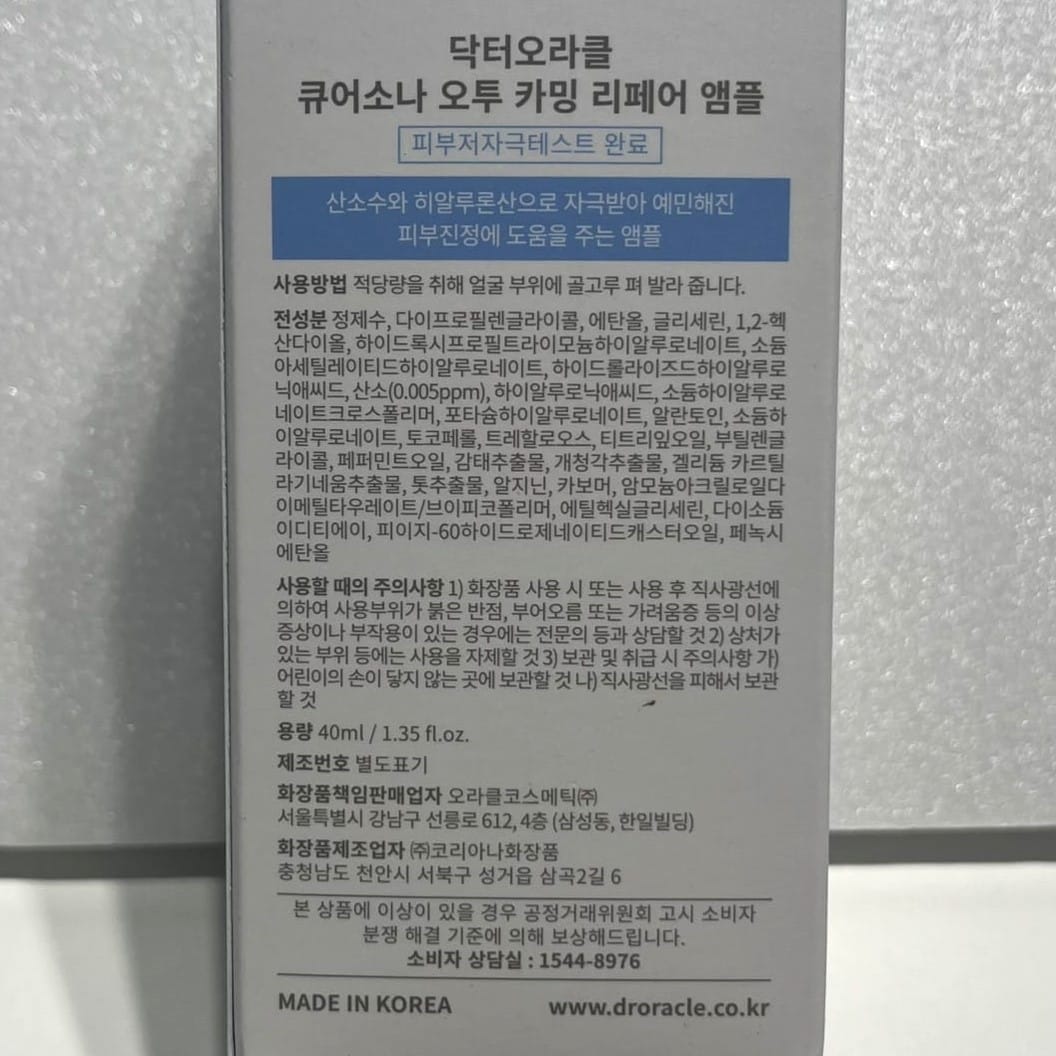 닥터오라클
큐어소나 오투 카밍 리페어 앰플
피부저자극테스트 완료
산소수와 히알루론산으로 자극받아 예민해진
피부진정에 도움을 주는 앰플
사용방법 적당량을 취해 얼굴 부위에 골고루 펴 발라 줍니다.
전성분 정제수, 다이프로필렌글라이콜, 에탄올, 글리세린, 1,2-헥
산다이올, 하이드록시프로필트라이모늄하이알루로네이트, 소듐
아세틸레이티드하이알루로네이트, 하이드롤라이즈드하이알루로
닉애씨드, 산소(0.005ppm), 하이알루로닉애씨드, 소듐하이알루로
네이트크로스폴리머, 포타슘하이알루로네이트, 알란토인, 소듐하
이알루로네이트, 토코페롤, 트레할로오스, 티트리잎오일, 부틸렌글
라이콜, 페퍼민트오일, 감태추출물, 개청각추출물, 겔리듐 카르틸
라기네움추출물, 톳추출물, 알지닌, 카보머, 암모늄아크릴로일다
이메틸타우레이트/브이피코폴리머, 에틸헥실글리세린, 다이소듐
이디티에이, 피이지-60하이드로제네이티드캐스터오일, 페녹시
에탄올
사용할 때의 주의사항 1) 화장품 사용 시 또는 사용 후 직사광선에
의하여 사용부위가 붉은 반점, 부어오름 또는 가려움증 등의 이상
증상이나 부작용이 있는 경우에는 전문의 등과 상담할 것 2) 상처가
있는 부위 등에는 사용을 자제할 것 3) 보관 및 취급 시 주의사항 가)
어린이의 손이 닿지 않는 곳에 보관할 것 나) 직사광선을 피해서 보관
할 것
용량 40ml / 1.35 fl.oz.
제조번호 별도표기
화장품책임판매업자 오라클코스메틱㈜
서울특별시 강남구 선릉로 612, 4층 (삼성동, 한일빌딩)
화장품제조업자 ㈜코리아나화장품
충청남도 천안시 서북구 성거읍 삼곡2길 6
본 상품에 이상이 있을 경우 공정거래위원회 고시 소비자
분쟁 해결 기준에 의해 보상해드립니다.
소비자 상담실 : 1544-8976
MADE IN KOREA www.droracle.co.kr